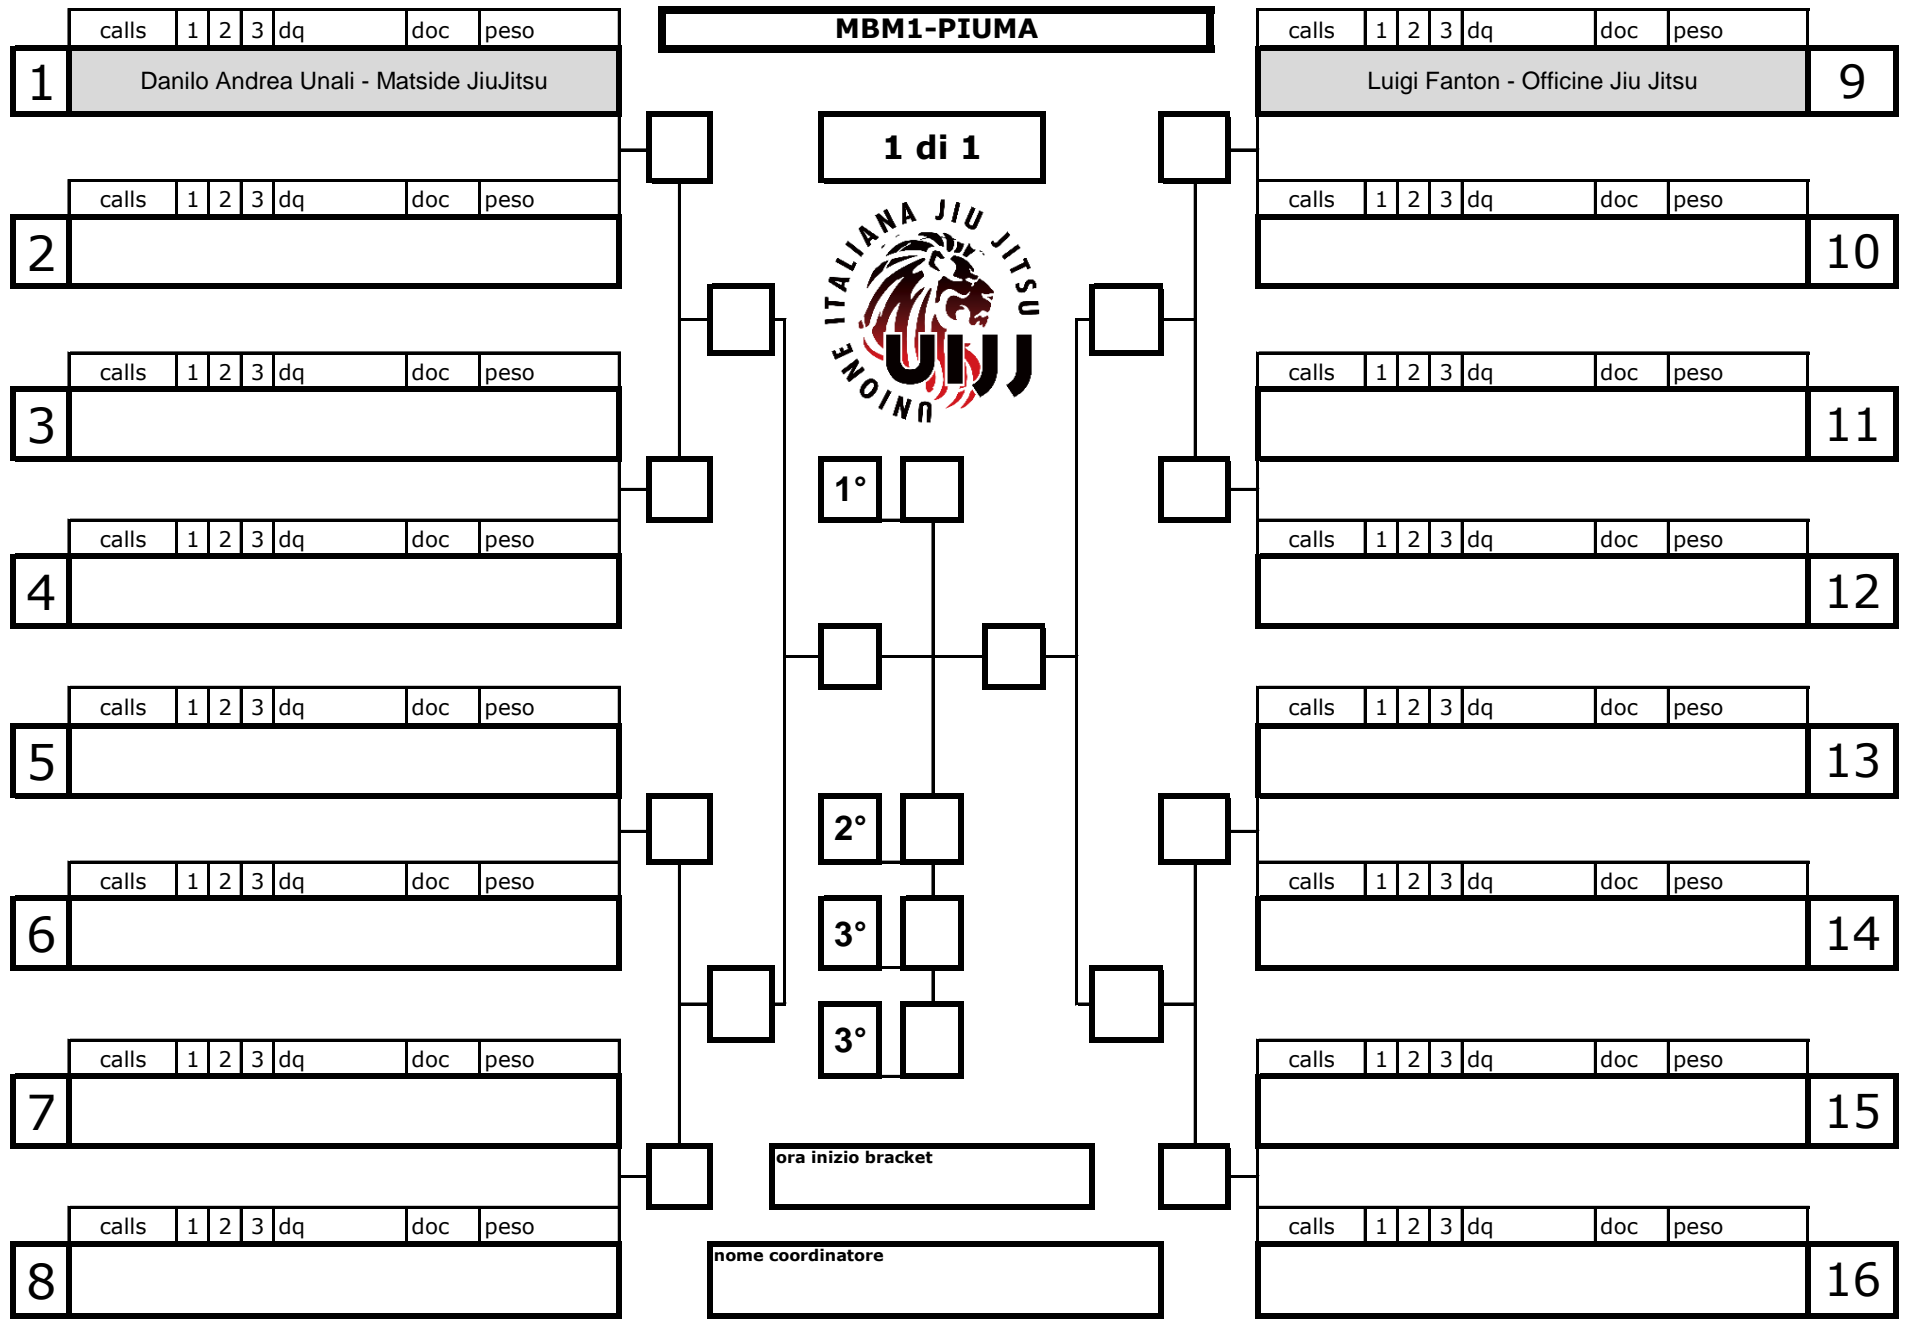 calls 1 2 3 dq doc peso
1 Danilo Andrea Unali - Matside JiuJitsu
calls 1 2 3 dq doc peso
2
calls 1 2 3 dq doc peso
3
calls 1 2 3 dq doc peso
4
calls 1 2 3 dq doc peso
5
calls 1 2 3 dq doc peso
6
calls 1 2 3 dq doc peso
7
calls 1 2 3 dq doc peso
8
MBM1-PIUMA
1 di 1
UNIONE ITALIANA JIU JITSU
UIJJ
1°
2°
3°
3°
ora inizio bracket
nome coordinatore
calls 1 2 3 dq doc peso
Luigi Fanton - Officine Jiu Jitsu 9
calls 1 2 3 dq doc peso
10
calls 1 2 3 dq doc peso
11
calls 1 2 3 dq doc peso
12
calls 1 2 3 dq doc peso
13
calls 1 2 3 dq doc peso
14
calls 1 2 3 dq doc peso
15
calls 1 2 3 dq doc peso
16